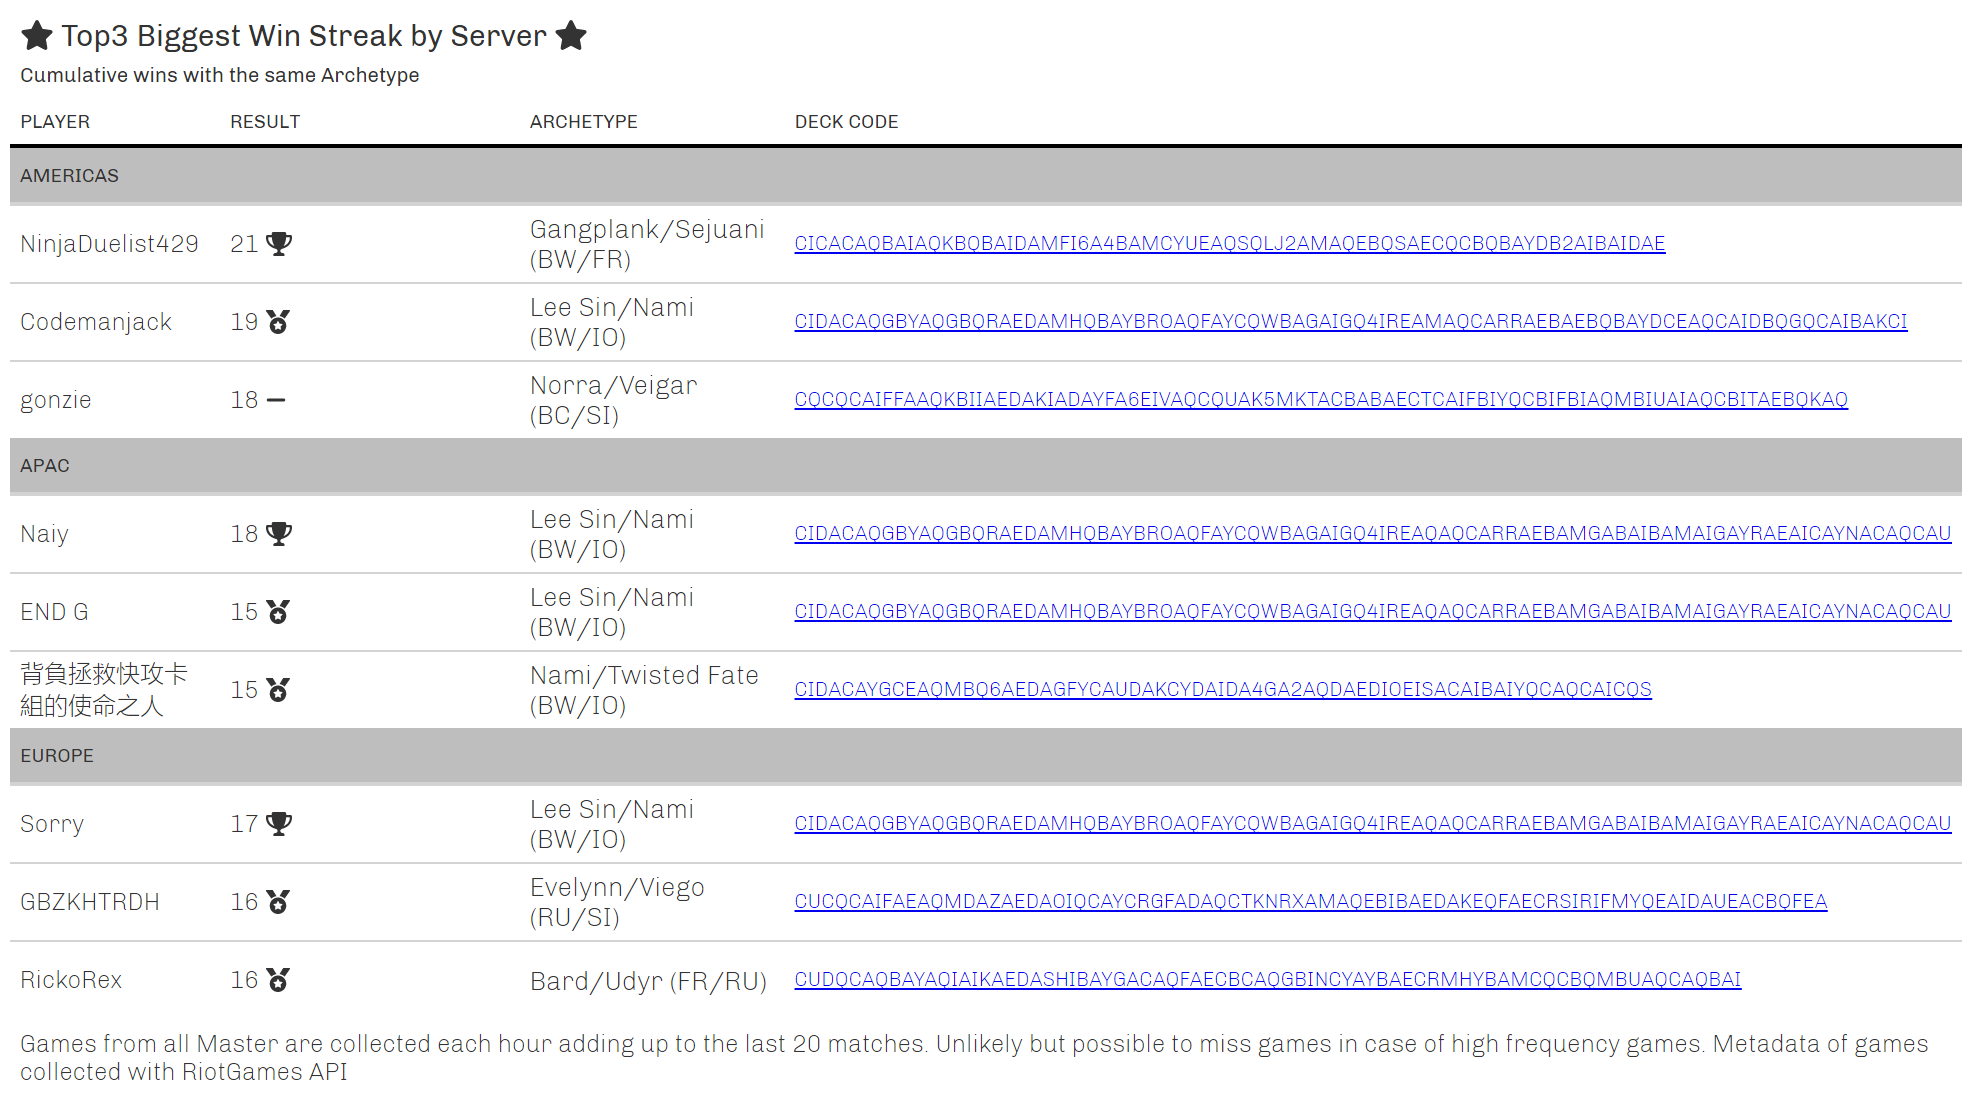 Top3 Biggest Win Streak by Server
Cumulative wins with the same Archetype
PLAYER RESULT ARCHETYPE DECK CODE
AMERICAS
NinjaDuelist429 21 Gangplank/Sejuani (BW/FR) CICACAQBAIAQKBQBAIDAMFI6A4BAMCYUEAQSQLJ2AMAQEBQSAECQCBQBAYDB2AIBAIDAE
Codemanjack 19 Lee Sin/Nami (BW/IO) CIDACAQGBYAQGBQRAEDAMHQBAYBROAQFAYCQWBAGAIGQ4IREAMAQCARRAEBAEBQBAYDCEAQCAIDBQGQCAIBAKCI
gonzie 18 Norra/Veigar (BC/SI) CQCQCAIFFAAQKBIIAEDAKIADAYFA6EIVAQCQUAK5MKTACBABAECTCAIFBIYQCBIFBIAQMBIUAIAQCBITAEBQKAQ
APAC
Naiy 18 Lee Sin/Nami (BW/IO) CIDACAQGBYAQGBQRAEDAMHQBAYBROAQFAYCQWBAGAIGQ4IREAQAQCARRAEBAMGABAIBAMAIGAYRAEAICAYNACAQCAU
END G 15 Lee Sin/Nami (BW/IO) CIDACAQGBYAQGBQRAEDAMHQBAYBROAQFAYCQWBAGAIGQ4IREAQAQCARRAEBAMGABAIBAMAIGAYRAEAICAYNACAQCAU
背負拯救快攻卡組的使命之人 15 Nami/Twisted Fate (BW/IO) CIDACAYGCEAQMBQ6AEDAGFYCAUDAKCYDAIDA4GA2AQDAEDIOEISACAIBAIYQCAQCAICQS
EUROPE
Sorry 17 Lee Sin/Nami (BW/IO) CIDACAQGBYAQGBQRAEDAMHQBAYBROAQFAYCQWBAGAIGQ4IREAQAQCARRAEBAMGABAIBAMAIGAYRAEAICAYNACAQCAU
GBZKHTRDH 16 Evelynn/Viego (RU/SI) CUCQCAIFAEAQMDAZAEDAOIQCAYCRGFADAQCTKNRXAMAQEBIBAEDAKEQFAECRSIRIFMYQEAIDAUEACBQFEA
RickoRex 16 Bard/Udyr (FR/RU) CUDQCAQBAYAQIAIKAEDASHIBAYGACAQFAECBCAQGBINCYAYBAECRMHYBAMCQCBQMBUAQCAQBAI
Games from all Master are collected each hour adding up to the last 20 matches. Unlikely but possible to miss games in case of high frequency games. Metadata of games
collected with RiotGames API